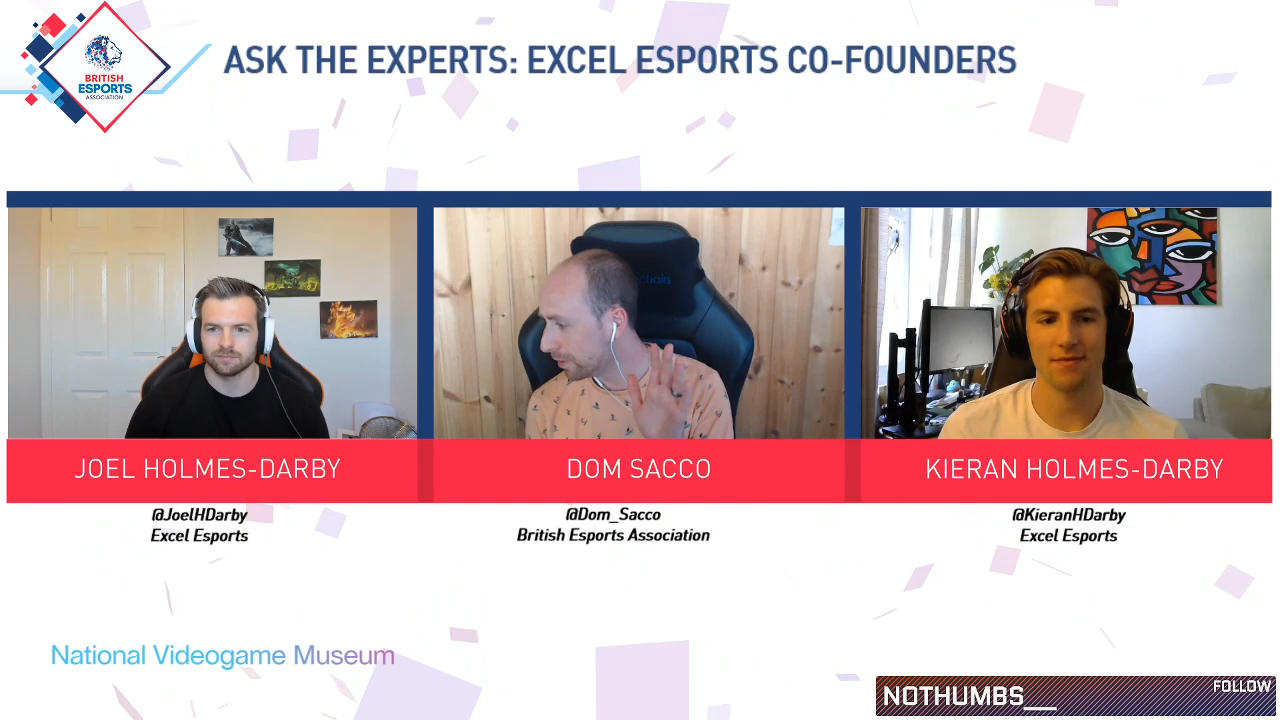 BRITISH
ESPORTS
ASSOCIATION
ASK THE EXPERTS: EXCEL ESPORTS CO-FOUNDERS
JOEL HOLMES-DARBY
DOM SACCO
KIERAN HOLMES-DARBY
@JoelHDarby
Excel Esports
@Dom_Sacco
British Esports Association
@KieranHDarby
Excel Esports
National Videogame Museum
FOLLOW
NOTHUMBS__